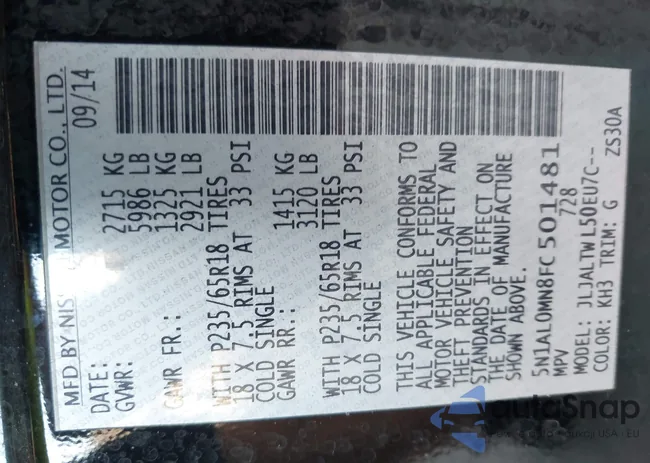 MFD BY NIS MOTOR CO., LTD.
DATE: 09/14
GVWR: 2715 KG
5986 LB
GAWR FR.: 1325 KG
2921 LB
WITH P235/65R18 TIRES
18 X 7.5 RIMS AT 33 PSI
COLD SINGLE
GAWR RR.: 1415 KG
3120 LB
WITH P235/65R18 TIRES
18 X 7.5 RIMS AT 33 PSI
COLD SINGLE
THIS VEHICLE CONFORMS TO
ALL APPLICABLE FEDERAL
MOTOR VEHICLE SAFETY AND
THEFT PREVENTION
STANDARDS IN EFFECT ON
THE DATE OF MANUFACTURE
SHOWN ABOVE.
5N1AL0MN8FC501481
MPV 728
MODEL: JLJALTWL50EU7C--
COLOR: KH3 TRIM: G ZS30A
autoSnap
USA - EU